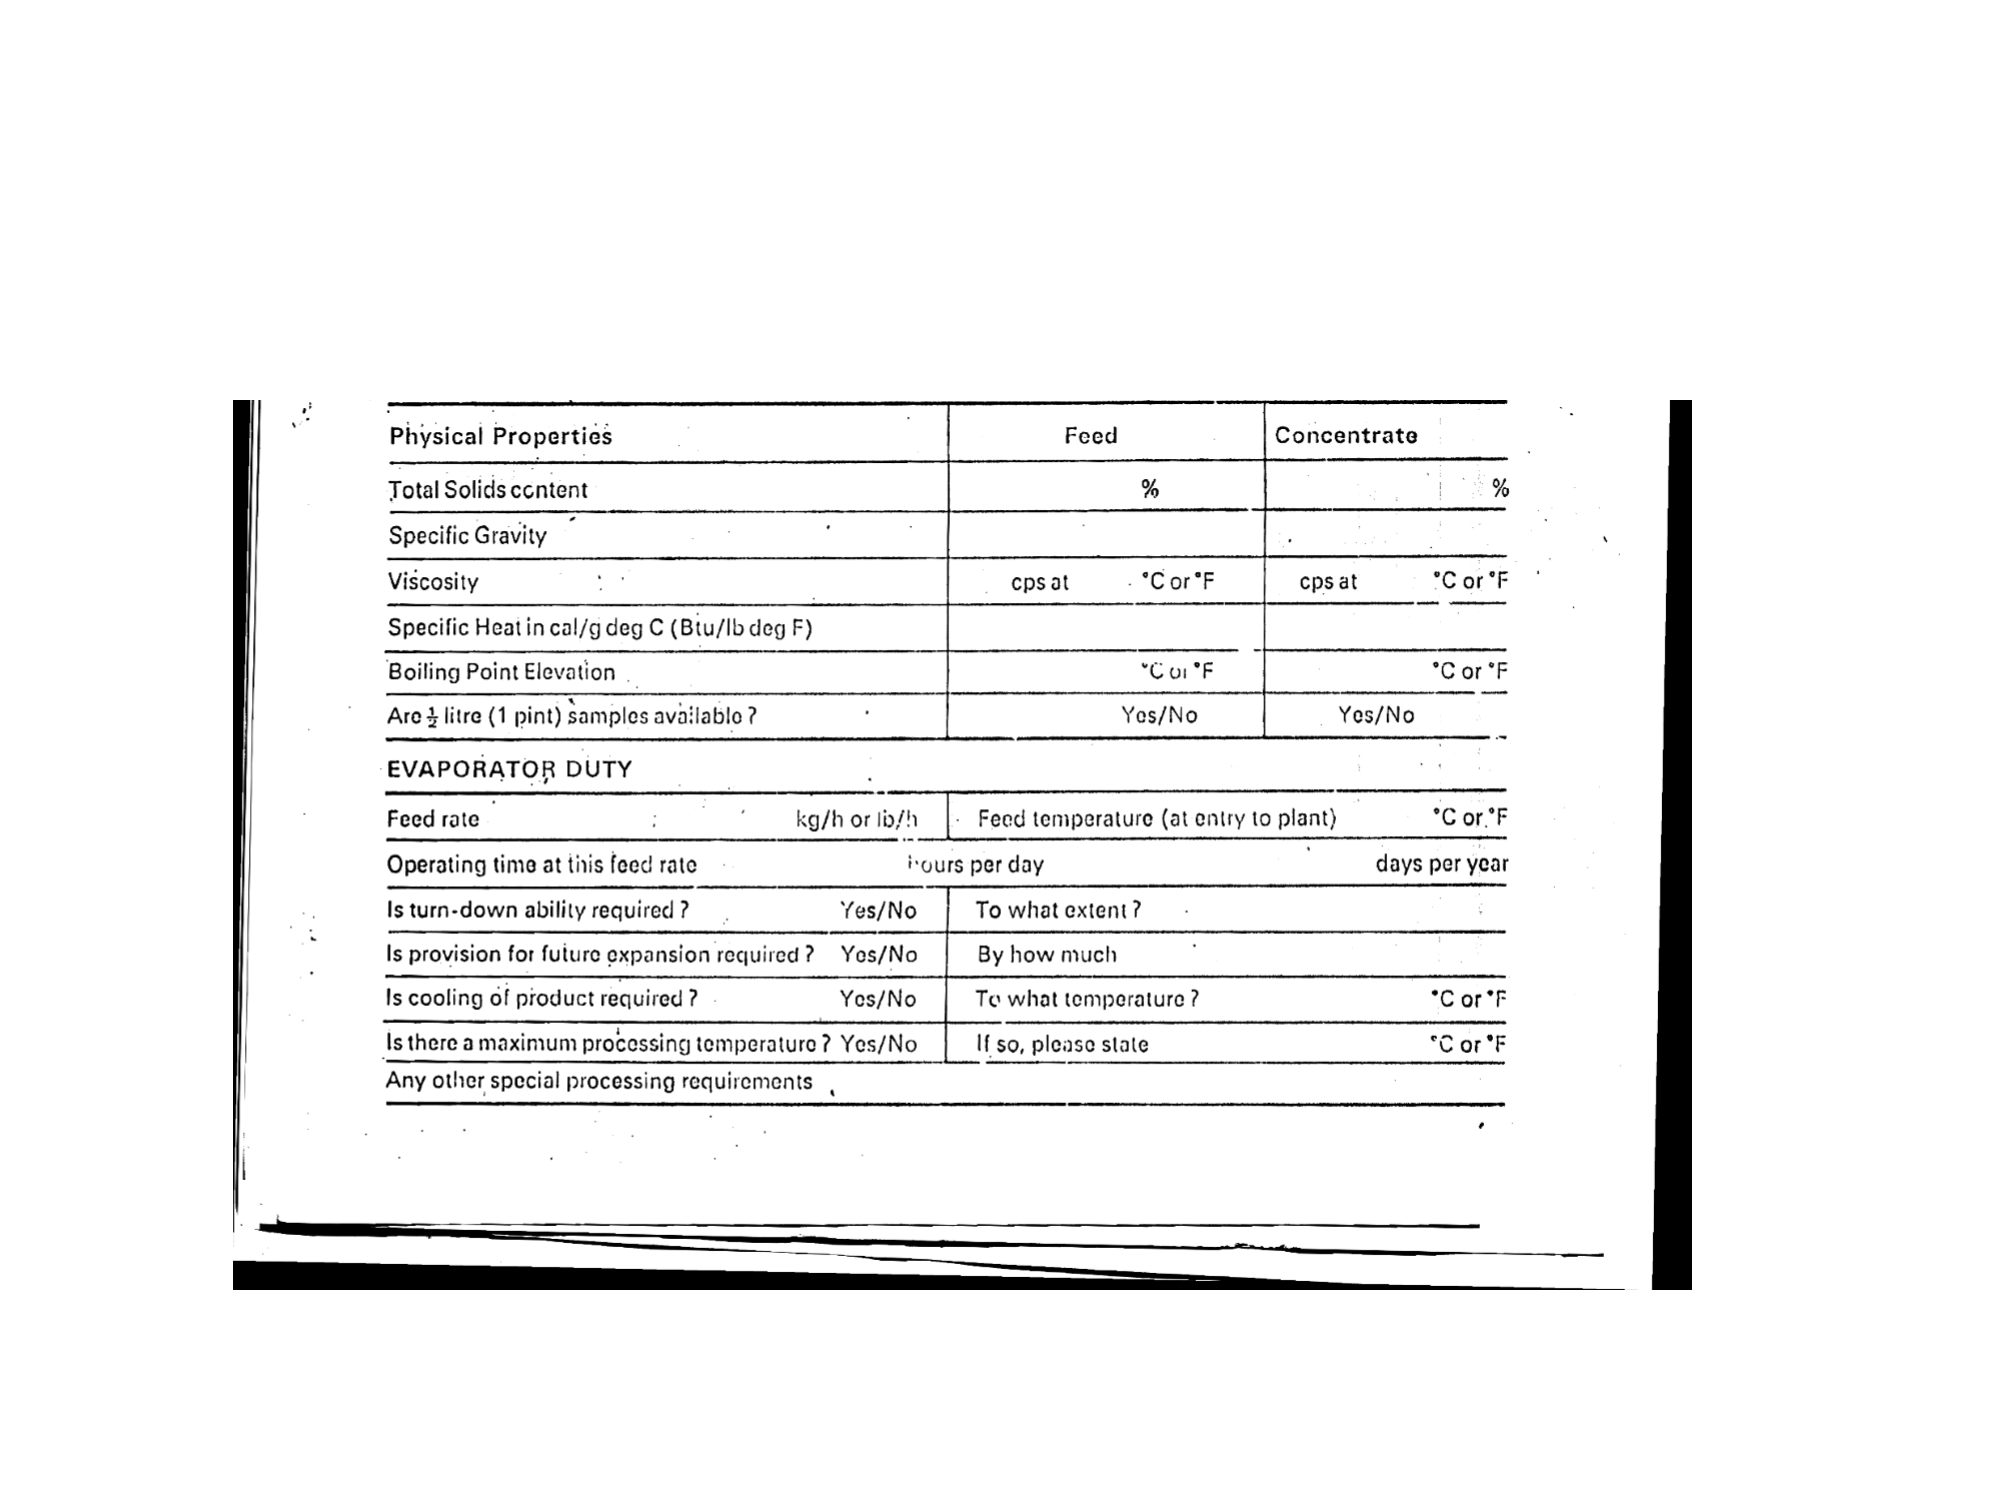 Physical Properties Feed Concentrate
Total Solids content % %
Specific Gravity
Viscosity cps at °C or °F cps at °C or °F
Specific Heat in cal/g deg C (Btu/lb deg F)
Boiling Point Elevation °C or °F °C or °F
Are ½ litre (1 pint) samples available? Yes/No Yes/No
EVAPORATOR DUTY
Feed rate kg/h or lb/h Feed temperature (at entry to plant) °C or °F
Operating time at this feed rate hours per day days per year
Is turn-down ability required? Yes/No To what extent?
Is provision for future expansion required? Yes/No By how much
Is cooling of product required? Yes/No To what temperature? °C or °F
Is there a maximum processing temperature? Yes/No If so, please state °C or °F
Any other special processing requirements